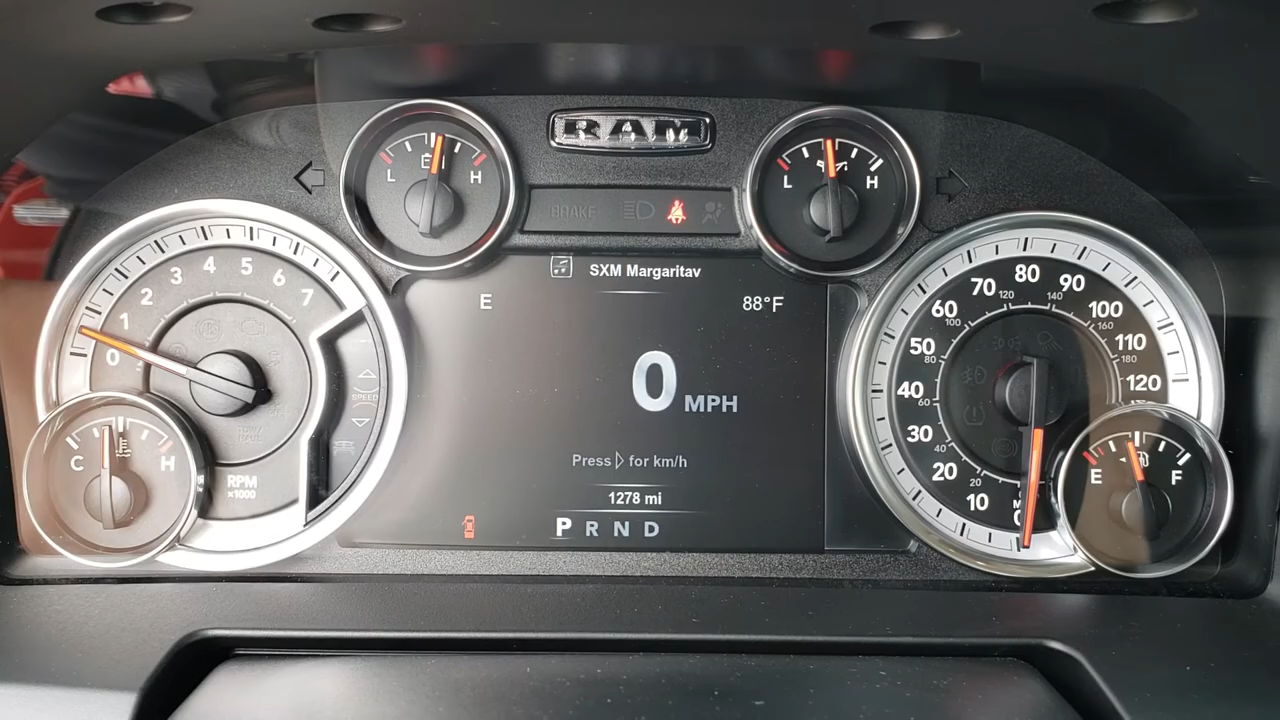 RAM
L H
L H
BRAKE
SXM Margaritav
E
88°F
0 MPH
Press ▷ for km/h
1278 mi
P R N D
0 1 2 3 4 5 6 7
RPM
x1000
SPEED
C H
10 20 30 40 50 60 70 80 90 100 110 120
20 40 60 80 100 120 140 160 180
E F